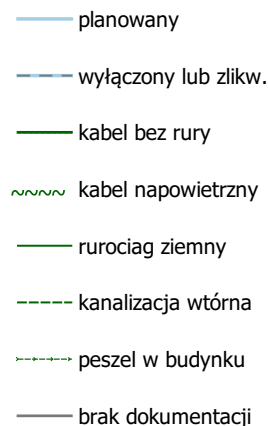 planowany
wyłączony lub zlikw.
kabel bez rury
kabel napowietrzny
rurociag ziemny
kanalizacja wtórna
peszel w budynku
brak dokumentacji